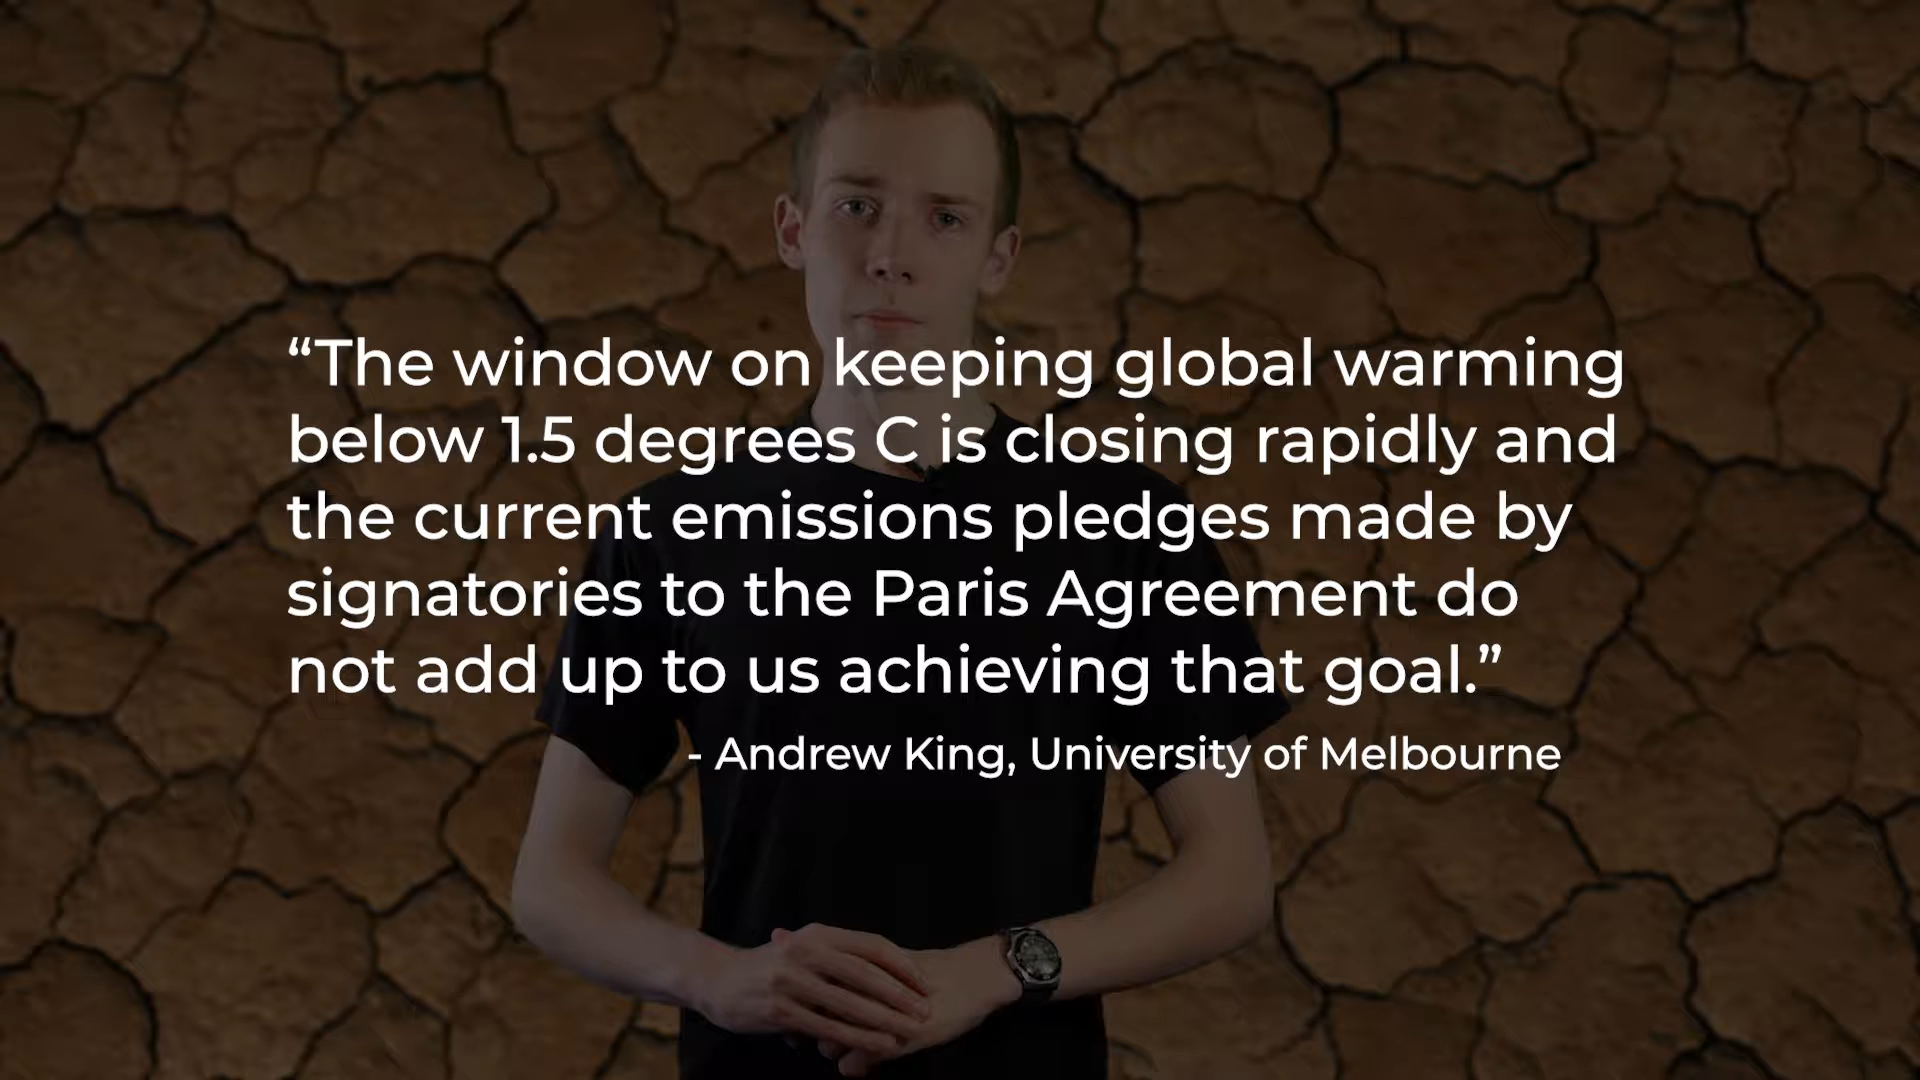 “The window on keeping global warming
below 1.5 degrees C is closing rapidly and
the current emissions pledges made by
signatories to the Paris Agreement do
not add up to us achieving that goal.”
- Andrew King, University of Melbourne